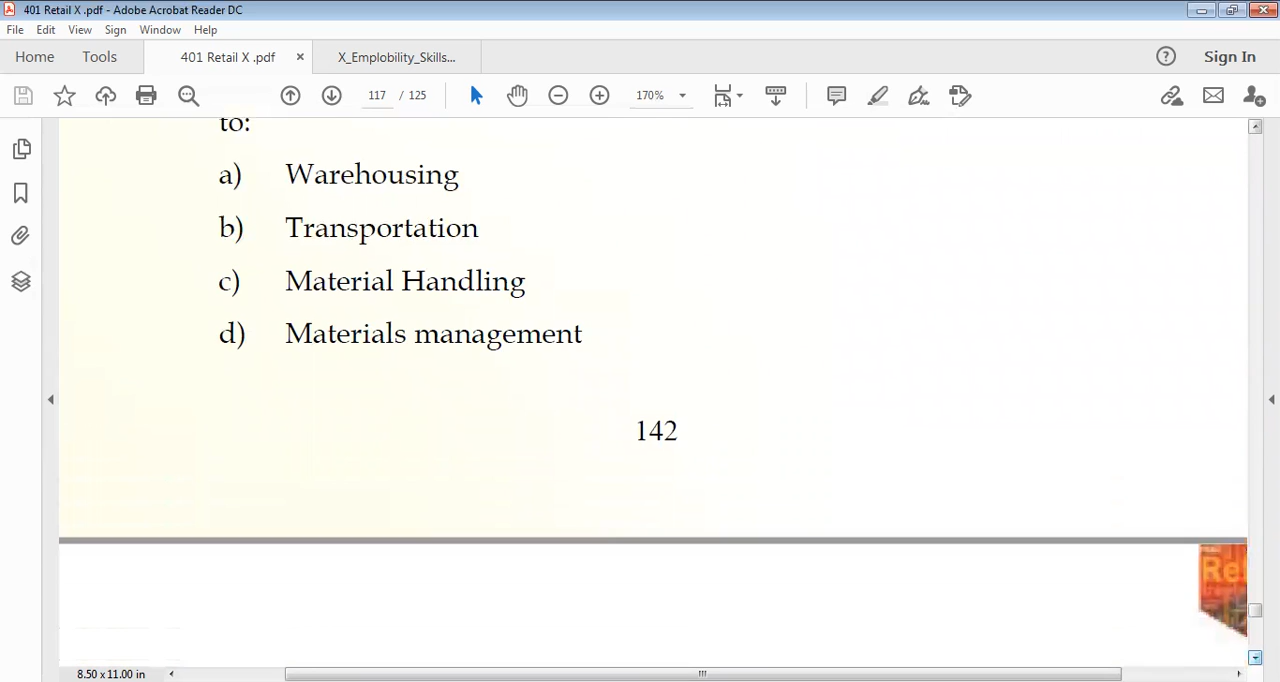 401 Retail X .pdf - Adobe Acrobat Reader DC
File Edit View Sign Window Help
Home Tools 401 Retail X .pdf × X_Emplobility_Skills... ? Sign In
117 / 125 170%
to:
a) Warehousing
b) Transportation
c) Material Handling
d) Materials management
142
8.50 x 11.00 in